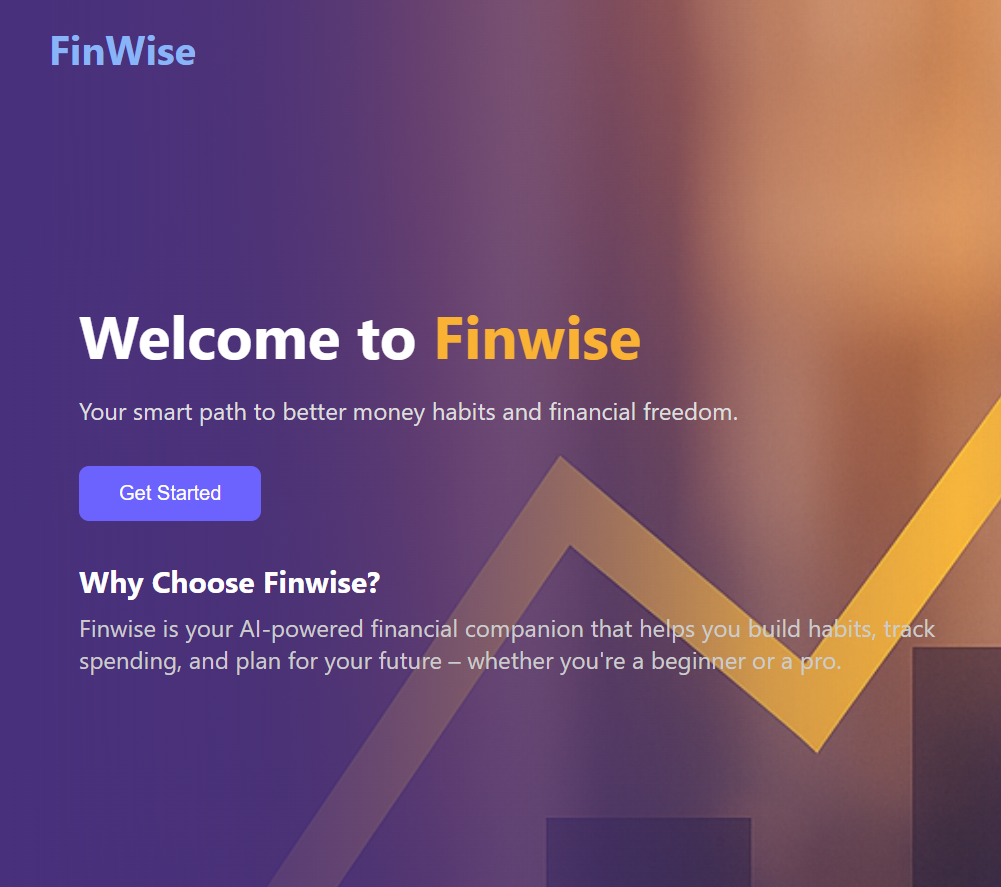 FinWise
Welcome to Finwise
Your smart path to better money habits and financial freedom.
Get Started
Why Choose Finwise?
Finwise is your AI-powered financial companion that helps you build habits, track
spending, and plan for your future – whether you're a beginner or a pro.